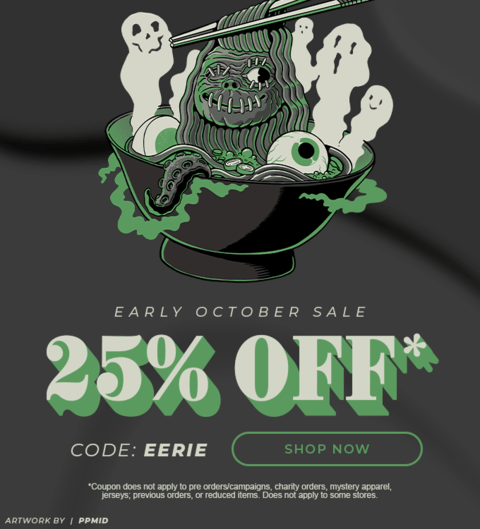 EARLY OCTOBER SALE
25% OFF*
CODE: EERIE
SHOP NOW
*Coupon does not apply to pre orders/campaigns, charity orders, mystery apparel,
jerseys; previous orders, or reduced items. Does not apply to some stores.
ARTWORK BY | PPMID